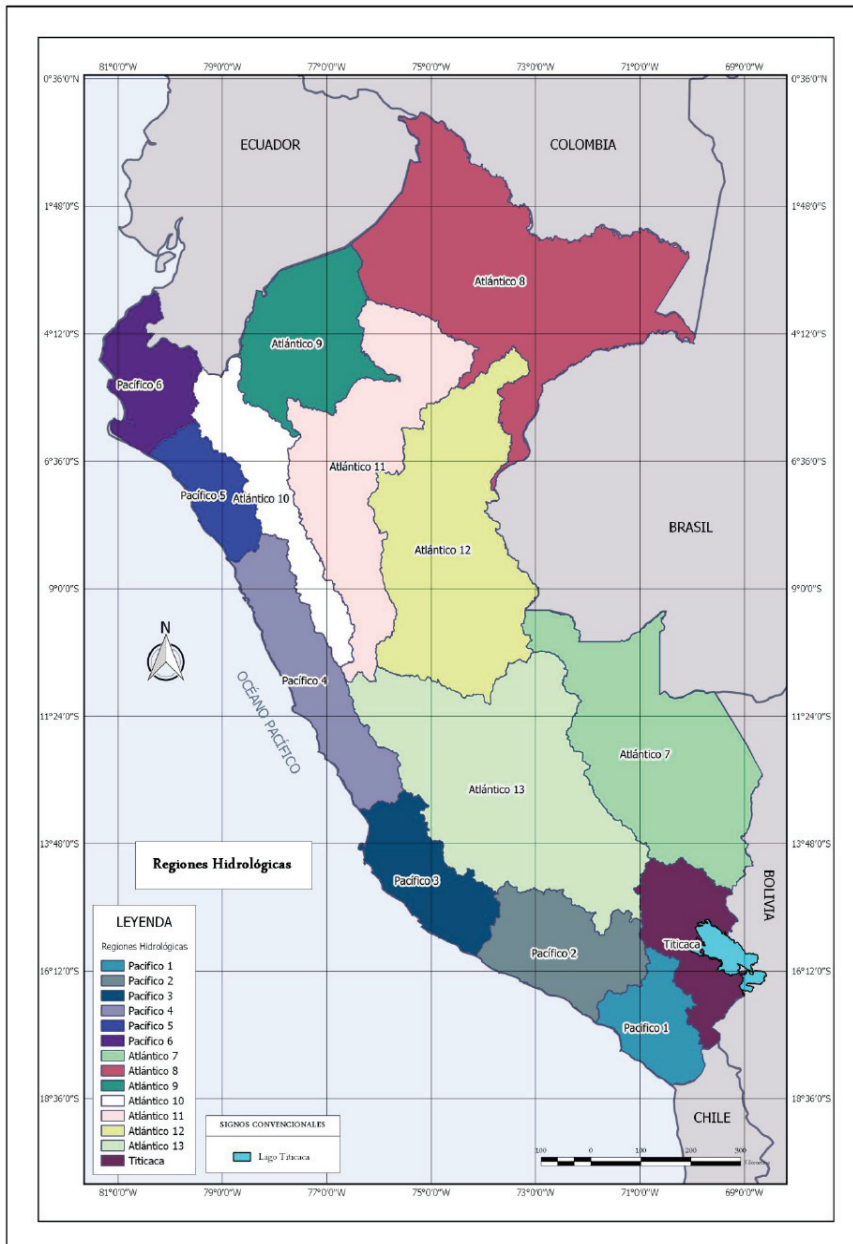 81°0'0"W 79°0'0"W 77°0'0"W 75°0'0"W 73°0'0"W 71°0'0"W 69°0'0"W
0°36'0"N 0°36'0"N
ECUADOR COLOMBIA
1°48'0"S 1°48'0"S
Atlántico 8
4°12'0"S 4°12'0"S
Atlántico 9
Pacífico 6
6°36'0"S 6°36'0"S
Atlántico 11
Pacífico 5
Atlántico 10
BRASIL
Atlántico 12
9°0'0"S 9°0'0"S
N
Pacífico 4
OCÉANO PACÍFICO
11°24'0"S 11°24'0"S
Atlántico 7
Atlántico 13
13°48'0"S 13°48'0"S
Regiones Hidrológicas
Pacífico 3
BOLIVIA
Titicaca
Pacífico 2
16°12'0"S 16°12'0"S
Pacífico 1
18°36'0"S 18°36'0"S
CHILE
LEYENDA
Regiones Hidrológicas
Pacífico 1
Pacífico 2
Pacífico 3
Pacífico 4
Pacífico 5
Pacífico 6
Atlántico 7
Atlántico 8
Atlántico 9
Atlántico 10
Atlántico 11
Atlántico 12
Atlántico 13
Titicaca
SIGNOS CONVENCIONALES
Lago Titicaca
100 0 100 200 300
81°0'0"W 79°0'0"W 77°0'0"W 75°0'0"W 73°0'0"W 71°0'0"W 69°0'0"W